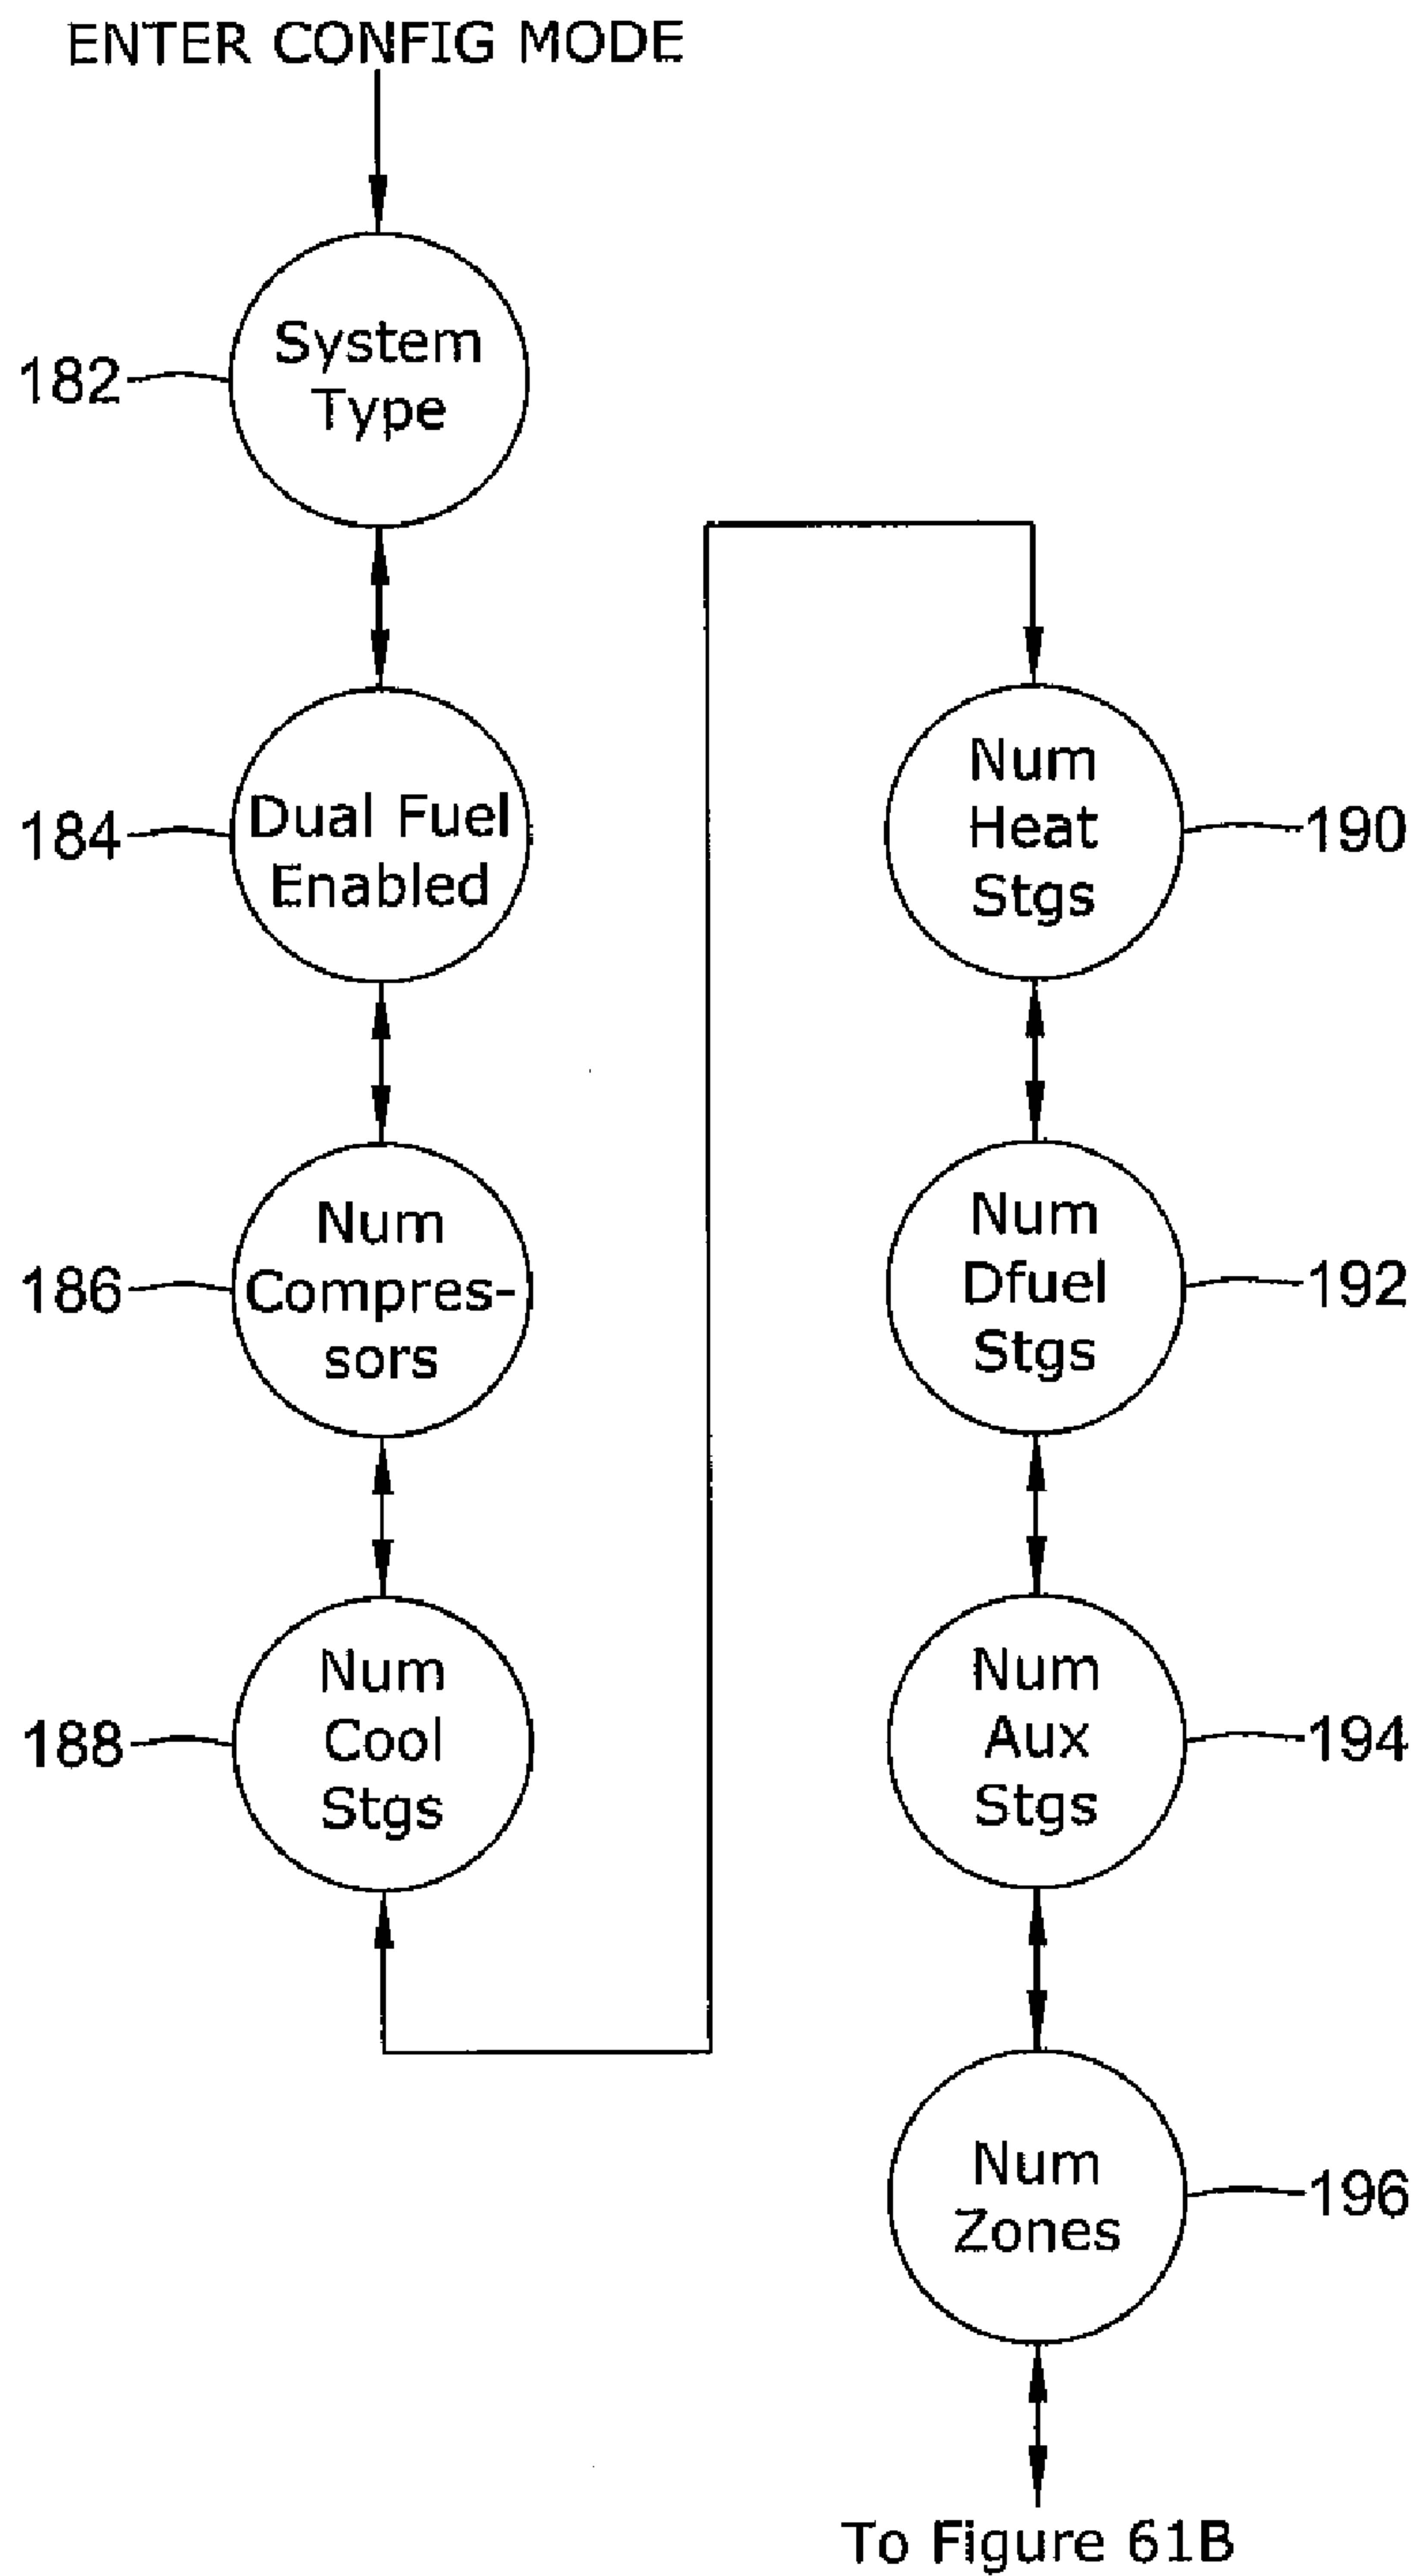 ENTER CONFIG MODE
182
System
Type
184
Dual Fuel
Enabled
186
Num
Compres-
sors
188
Num
Cool
Stgs
Num
Heat
Stgs
190
Num
Dfuel
Stgs
192
Num
Aux
Stgs
194
Num
Zones
196
To Figure 61B